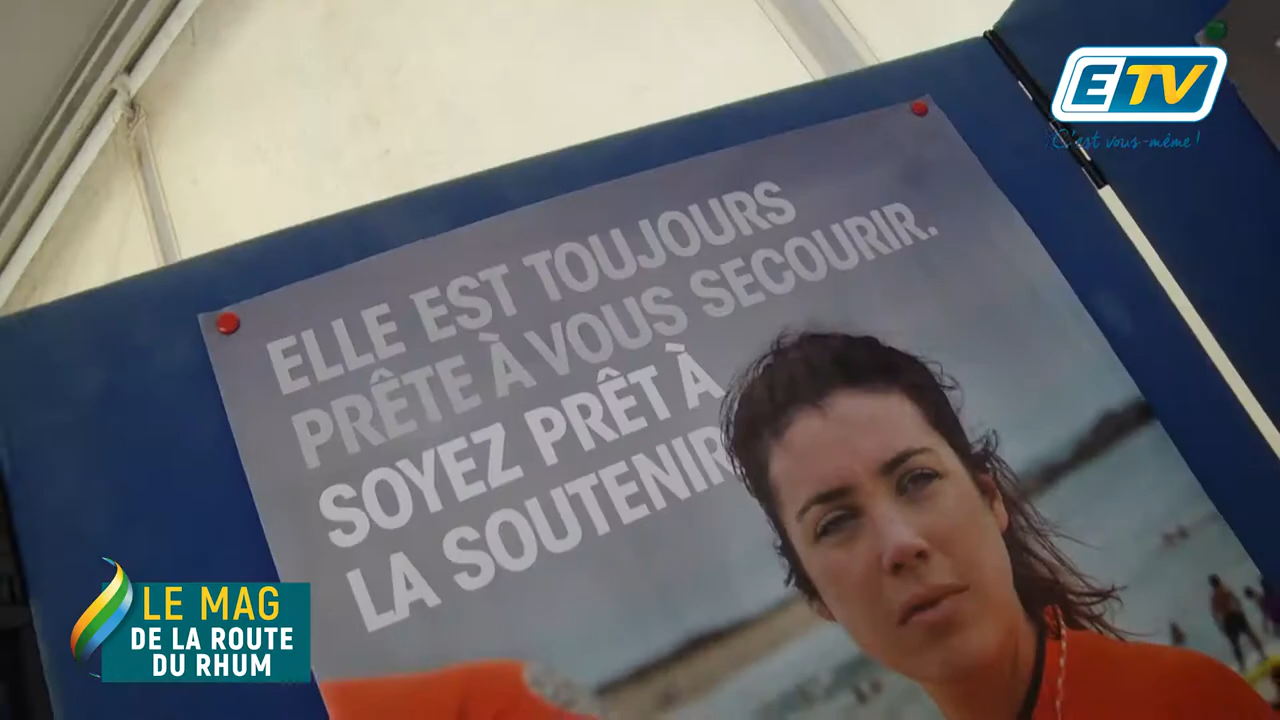 ETV
C'est vous-même !
ELLE EST TOUJOURS
PRÊTE À VOUS SECOURIR.
SOYEZ PRÊT À
LA SOUTENIR
LE MAG
DE LA ROUTE
DU RHUM